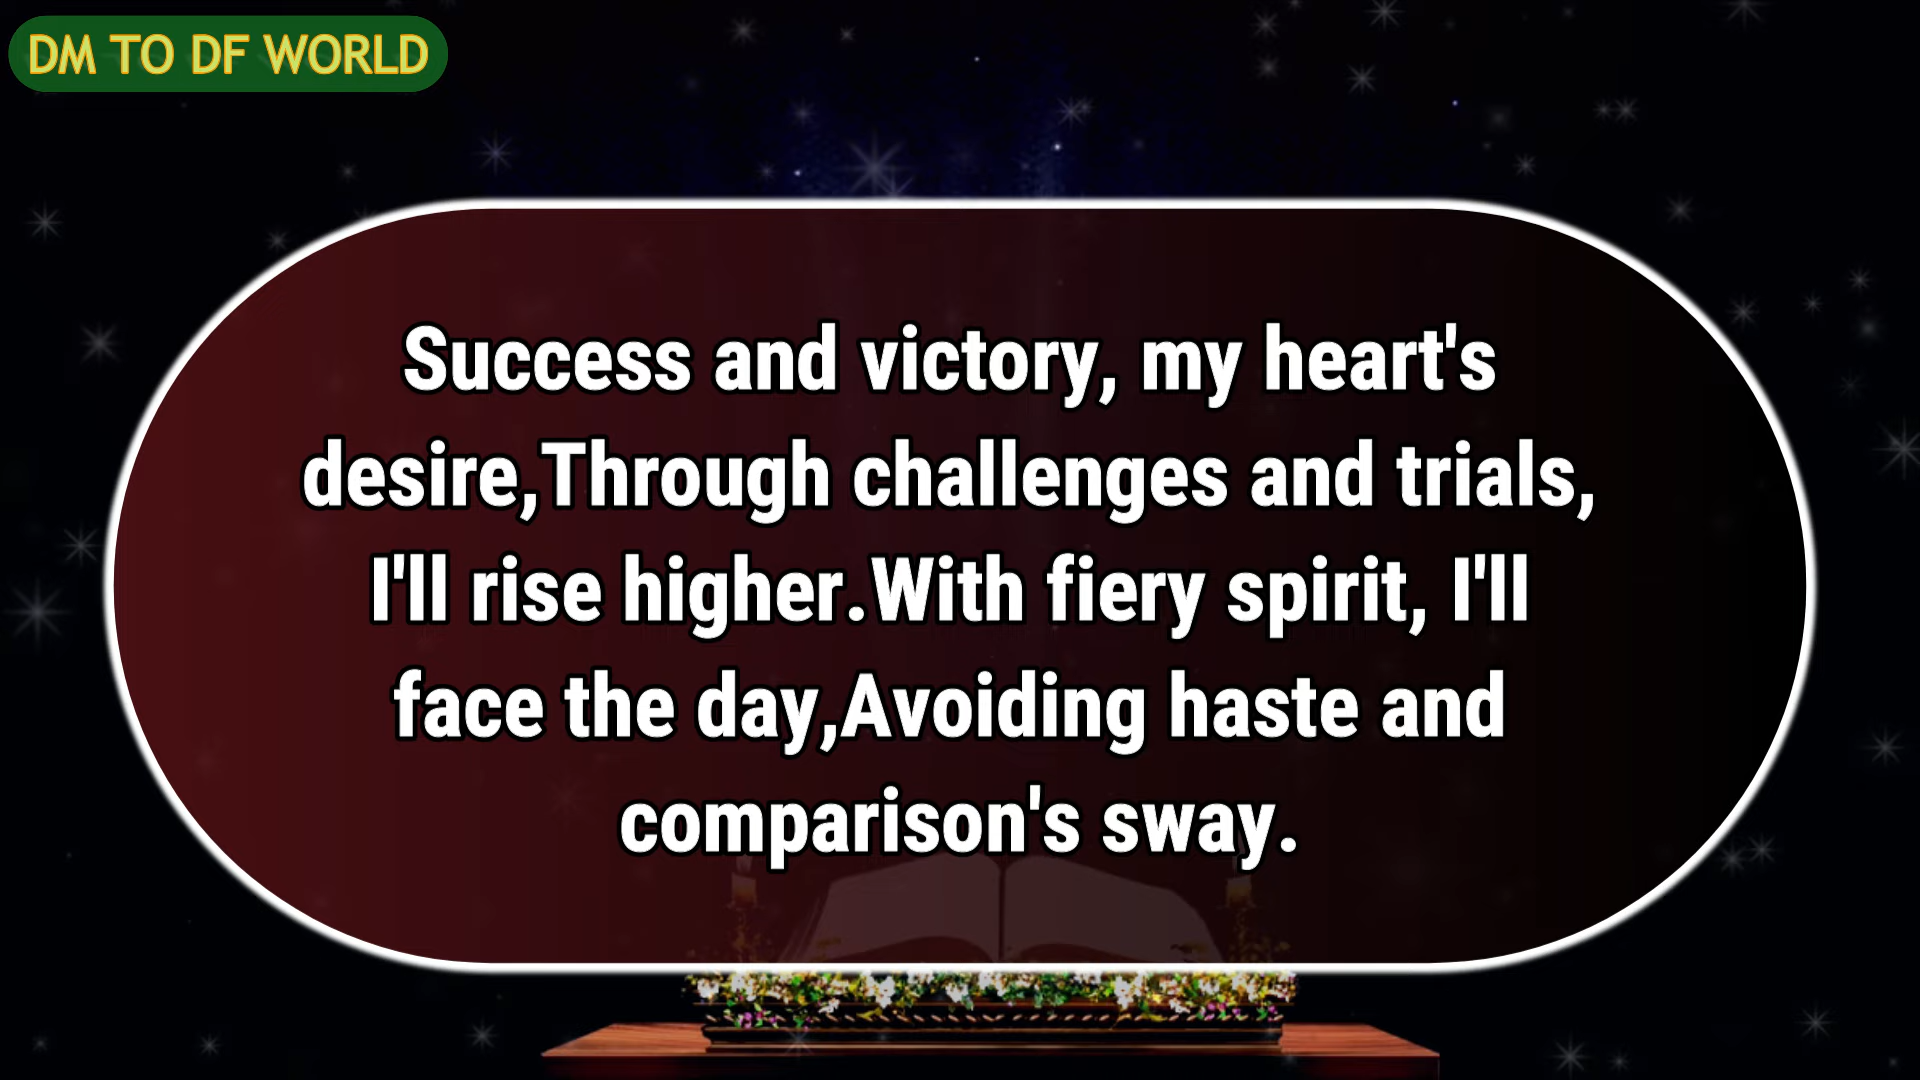 DM TO DF WORLD
Success and victory, my heart's
desire,Through challenges and trials,
I'll rise higher.With fiery spirit, I'll
face the day,Avoiding haste and
comparison's sway.